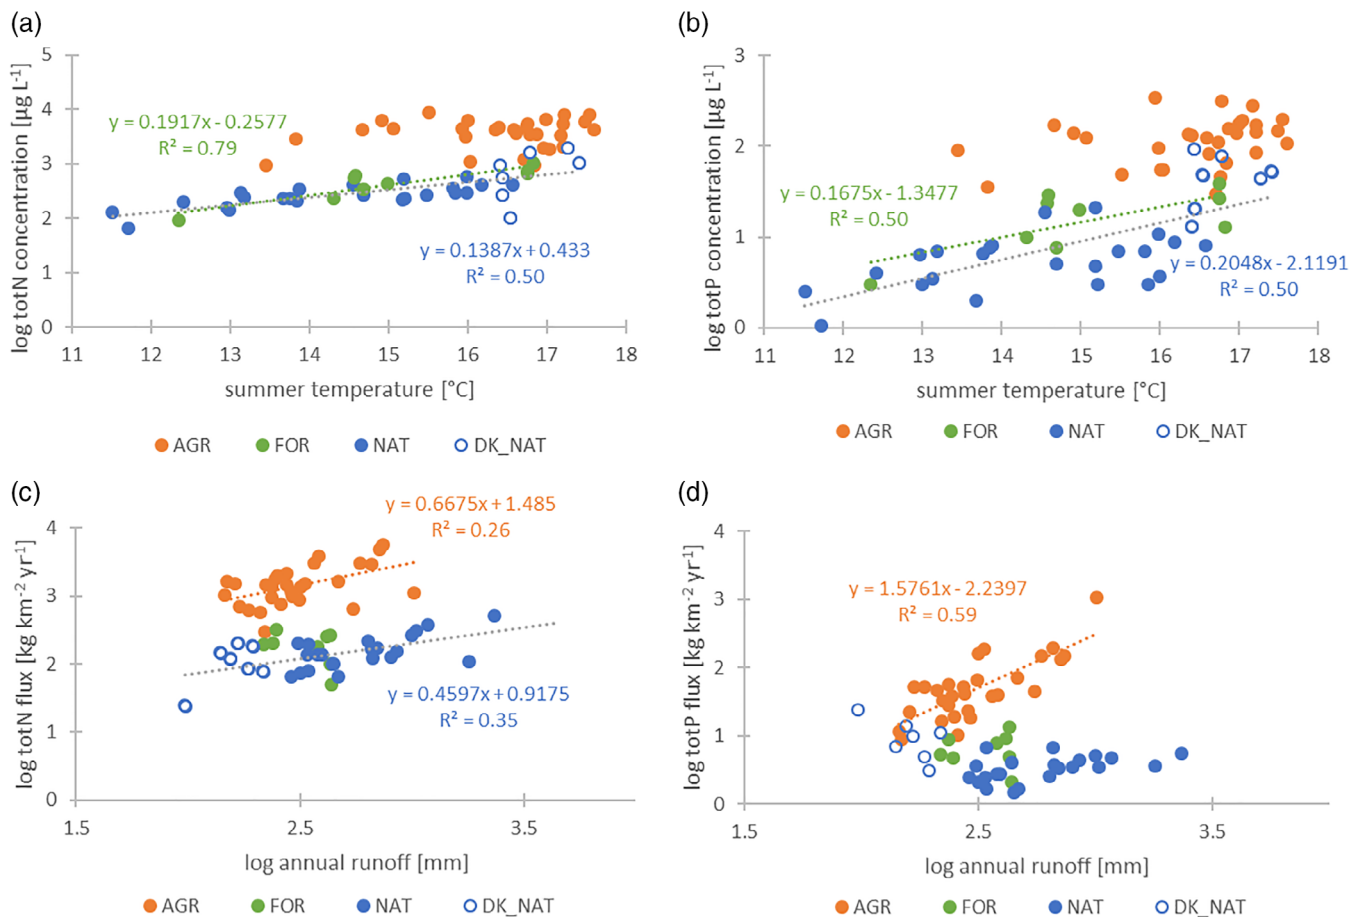 (a)
5
4
3
2
1
0
log totN concentration [µg L-1]
y = 0.1917x - 0.2577
R² = 0.79
y = 0.1387x + 0.433
R² = 0.50
11 12 13 14 15 16 17 18
summer temperature [°C]
AGR FOR NAT DK_NAT
(b)
3
2
1
0
log totP concentration [µg L-1]
y = 0.1675x - 1.3477
R² = 0.50
y = 0.2048x - 2.1191
R² = 0.50
11 12 13 14 15 16 17 18
summer temperature [°C]
AGR FOR NAT DK_NAT
(c)
4
3
2
1
0
log totN flux [kg km-2 yr-1]
y = 0.6675x + 1.485
R² = 0.26
y = 0.4597x + 0.9175
R² = 0.35
1.5 2.5 3.5
log annual runoff [mm]
AGR FOR NAT DK_NAT
(d)
4
3
2
1
0
log totP flux [kg km-2 yr-1]
y = 1.5761x - 2.2397
R² = 0.59
1.5 2.5 3.5
log annual runoff [mm]
AGR FOR NAT DK_NAT